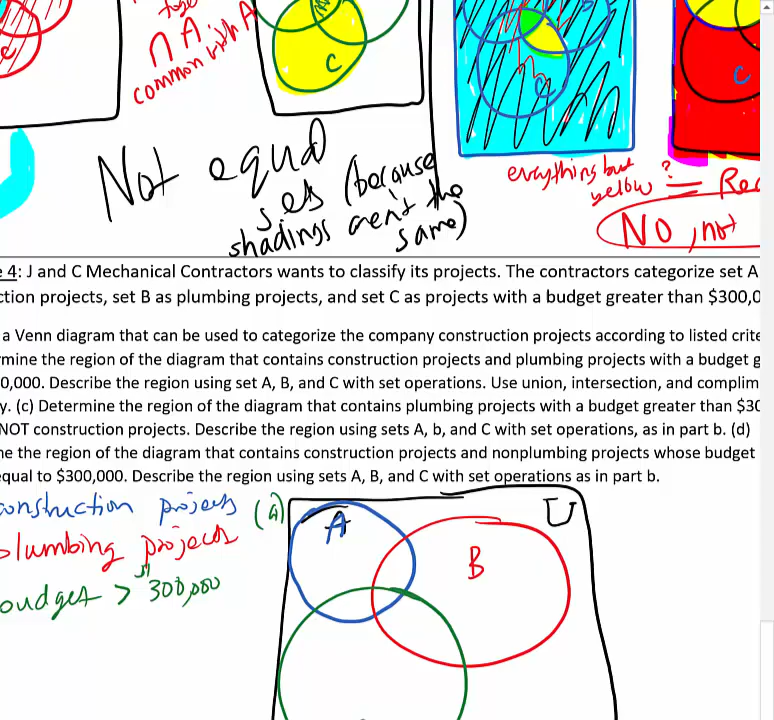 ∩ A
common with A
C
C
C
C
Not equal
sets (because
shadings aren't the
same)
everything but
yellow ? = Red
NO, not
e 4: J and C Mechanical Contractors wants to classify its projects. The contractors categorize set A
ction projects, set B as plumbing projects, and set C as projects with a budget greater than $300,0
a Venn diagram that can be used to categorize the company construction projects according to listed crite
mine the region of the diagram that contains construction projects and plumbing projects with a budget g
0,000. Describe the region using set A, B, and C with set operations. Use union, intersection, and complim
y. (c) Determine the region of the diagram that contains plumbing projects with a budget greater than $30
NOT construction projects. Describe the region using sets A, b, and C with set operations, as in part b. (d)
ne the region of the diagram that contains construction projects and nonplumbing projects whose budget
equal to $300,000. Describe the region using sets A, B, and C with set operations as in part b.
onstruction projects (a)
plumbing projects
budget > $300,000
U
A
B